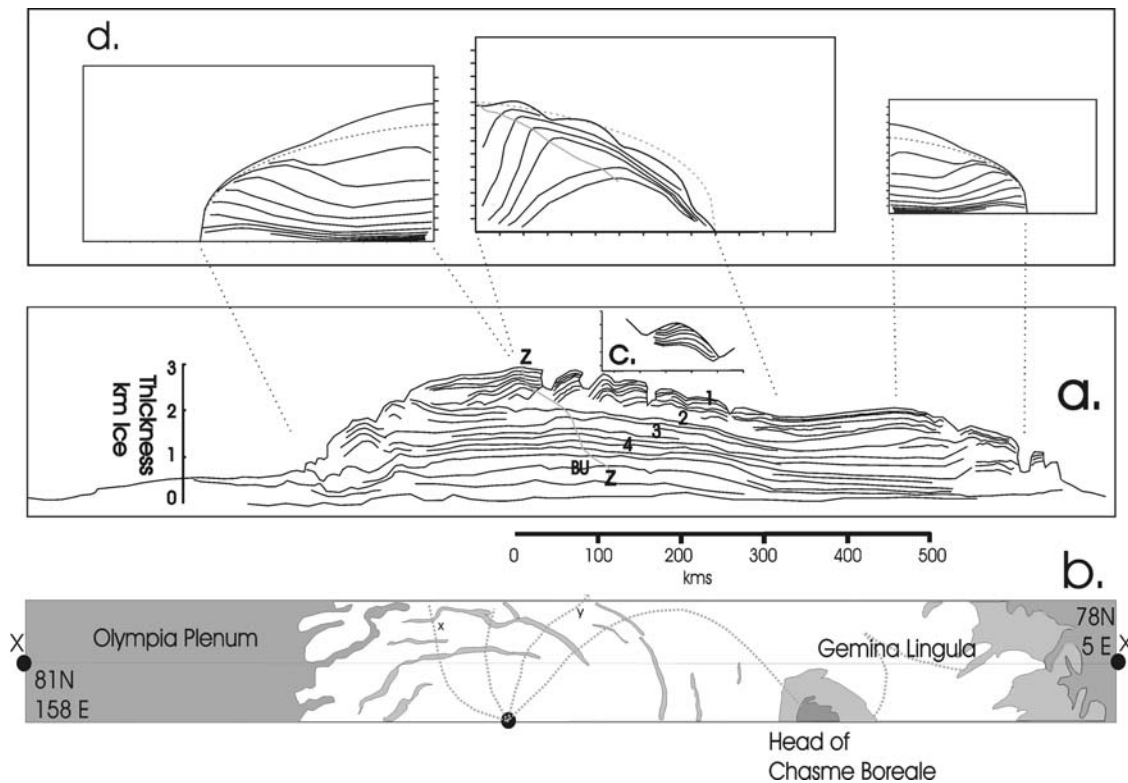 d.
c.
a.
3
2
1
0
Thickness
km Ice
Z
1
2
3
4
BU
Z
0 100 200 300 400 500
kms
b.
X
Olympia Plenum
81N
158 E
x
y
Gemina Lingula
78N
5 E
X
Head of
Chasme Boreale